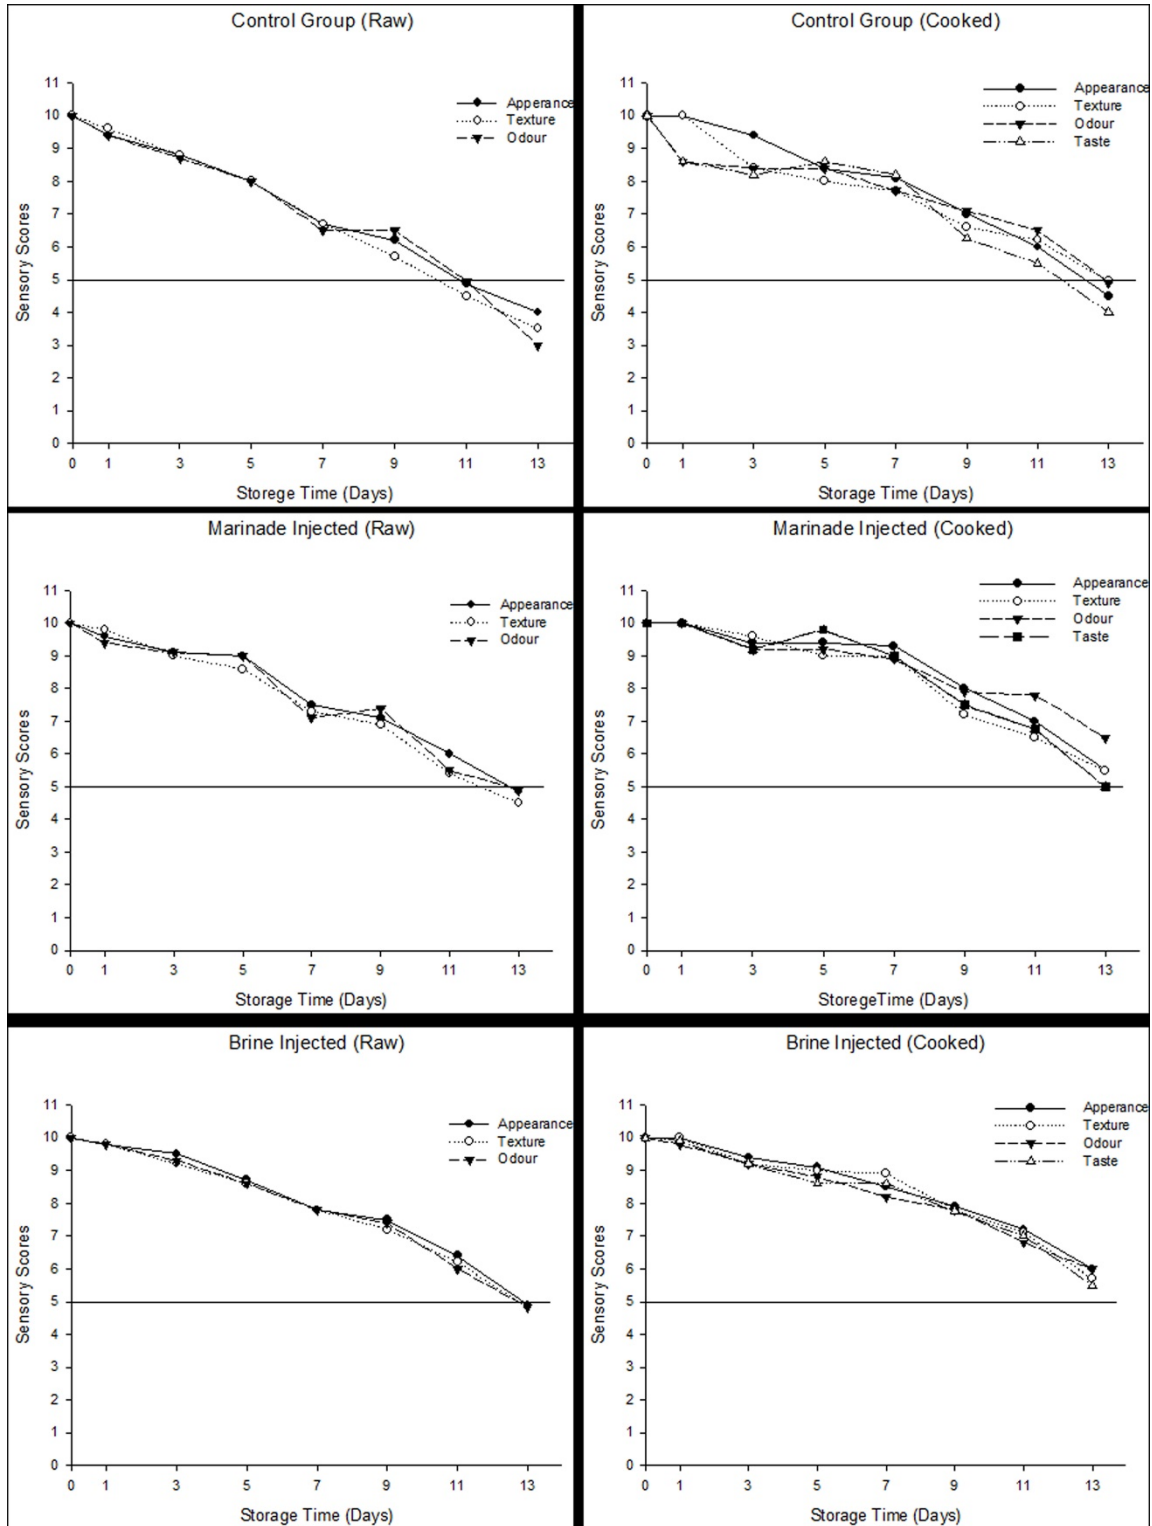 Control Group (Raw)
11
10
9
8
7
6
5
4
3
2
1
0
Sensory Scores
Apperance
Texture
Odour
0 1 3 5 7 9 11 13
Storege Time (Days)
Control Group (Cooked)
11
10
9
8
7
6
5
4
3
2
1
0
Sensory Scores
Appearance
Texture
Odour
Taste
0 1 3 5 7 9 11 13
Storage Time (Days)
Marinade Injected (Raw)
11
10
9
8
7
6
5
4
3
2
1
0
Sensory Scores
Appearance
Texture
Odour
0 1 3 5 7 9 11 13
Storage Time (Days)
Marinade Injected (Cooked)
11
10
9
8
7
6
5
4
3
2
1
0
Sensory Scores
Appearance
Texture
Odour
Taste
0 1 3 5 7 9 11 13
StoregeTime (Days)
Brine Injected (Raw)
11
10
9
8
7
6
5
4
3
2
1
0
Sensory Scores
Appearance
Texture
Odour
0 1 3 5 7 9 11 13
Storage Time (Days)
Brine Injected (Cooked)
11
10
9
8
7
6
5
4
3
2
1
0
Sensory Scores
Apperance
Texture
Odour
Taste
0 1 3 5 7 9 11 13
Storage Time (Days)